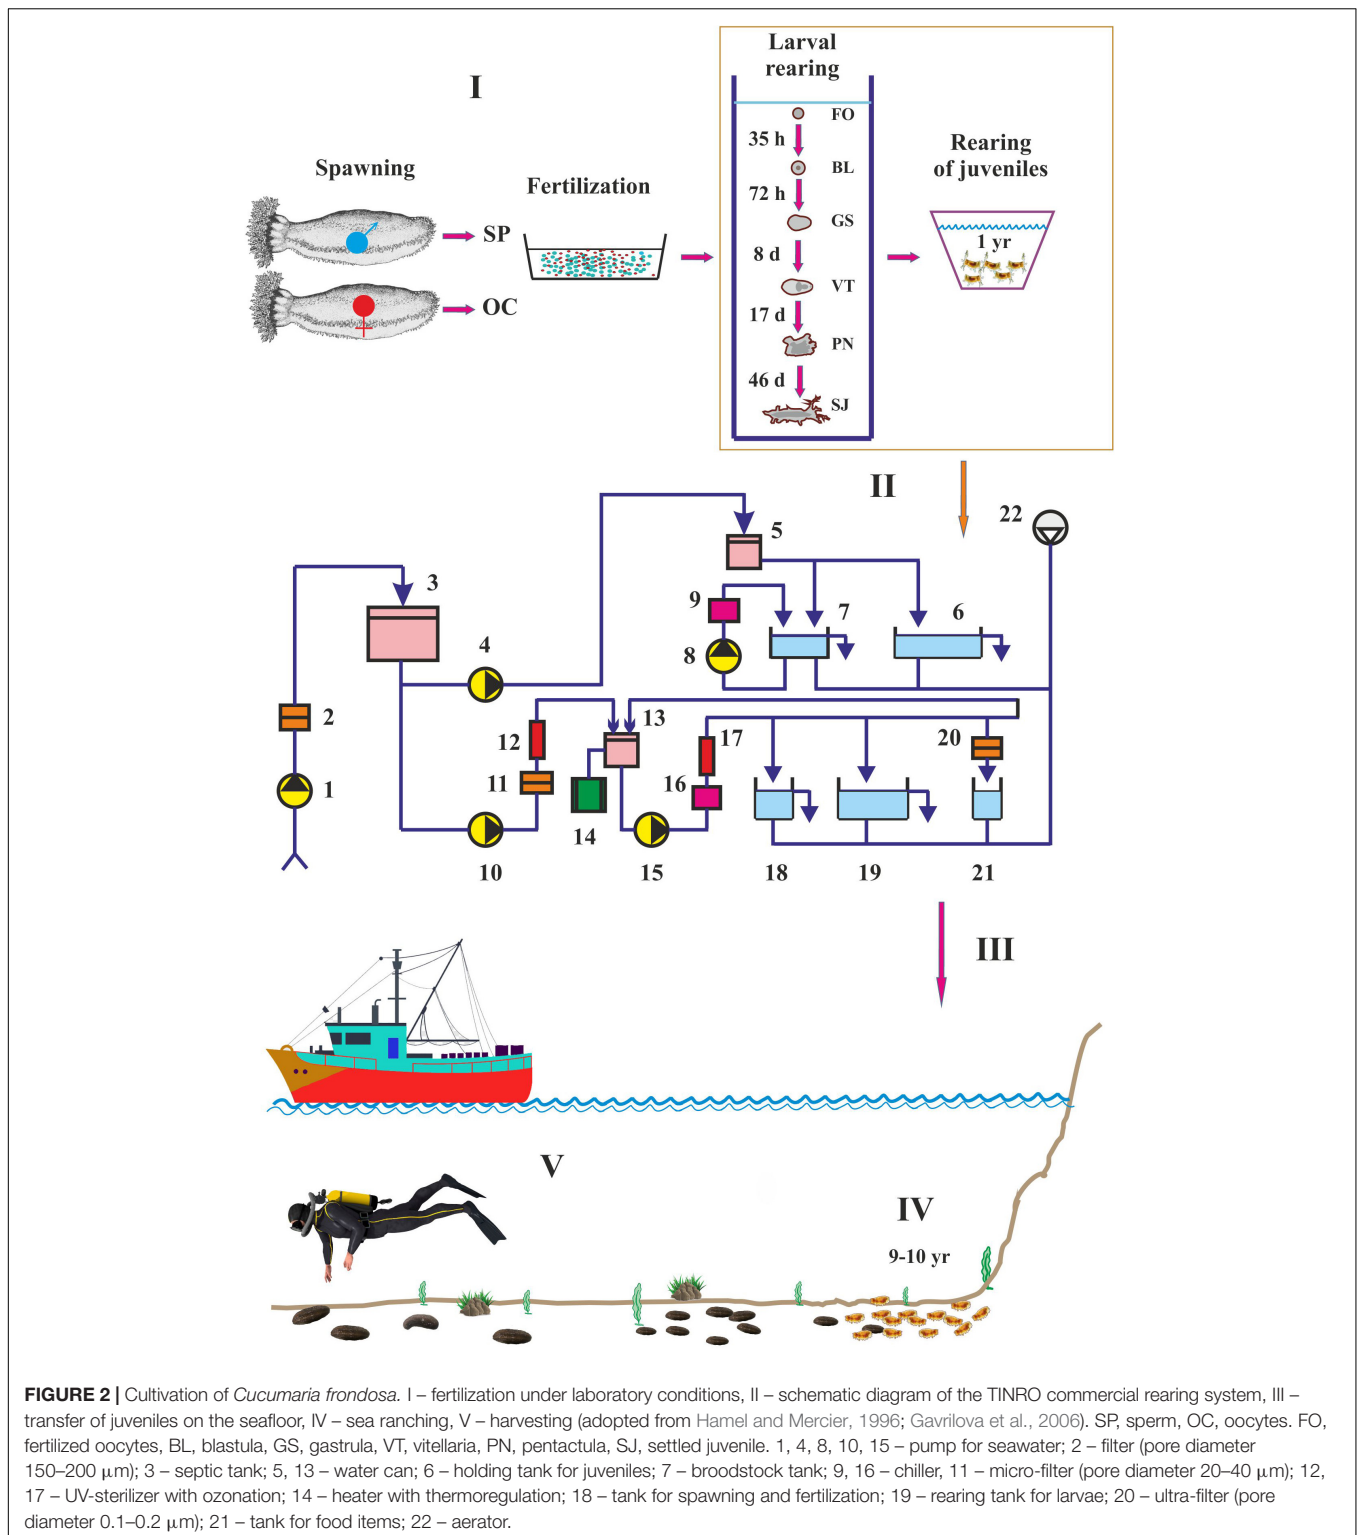 I
Spawning
SP
OC
Fertilization
Larval
rearing
FO
35 h
BL
72 h
GS
8 d
VT
17 d
PN
46 d
SJ
Rearing
of juveniles
1 yr
II
22
5
3
9
7
6
4
8
2
13
12
17
20
1
11
16
14
10
15
18
19
21
III
V
IV
9-10 yr
FIGURE 2 | Cultivation of Cucumaria frondosa. I – fertilization under laboratory conditions, II – schematic diagram of the TINRO commercial rearing system, III –
transfer of juveniles on the seafloor, IV – sea ranching, V – harvesting (adopted from Hamel and Mercier, 1996; Gavrilova et al., 2006). SP, sperm, OC, oocytes. FO,
fertilized oocytes, BL, blastula, GS, gastrula, VT, vitellaria, PN, pentactula, SJ, settled juvenile. 1, 4, 8, 10, 15 – pump for seawater; 2 – filter (pore diameter
150–200 μm); 3 – septic tank; 5, 13 – water can; 6 – holding tank for juveniles; 7 – broodstock tank; 9, 16 – chiller, 11 – micro-filter (pore diameter 20–40 μm); 12,
17 – UV-sterilizer with ozonation; 14 – heater with thermoregulation; 18 – tank for spawning and fertilization; 19 – rearing tank for larvae; 20 – ultra-filter (pore
diameter 0.1–0.2 μm); 21 – tank for food items; 22 – aerator.